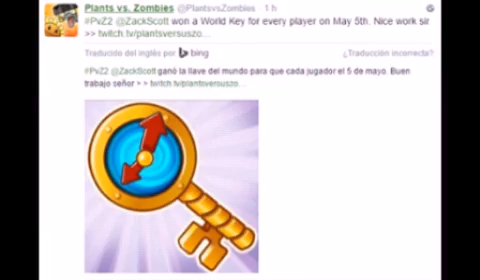 Plants vs. Zombies @PlantsvsZombies · 1 h
#PvZ2 @ZackScott won a World Key for every player on May 5th. Nice work sir
>> twitch.tv/plantsversuszo...
Traducido del inglés por bing ¿Traducción incorrecta?
#PvZ2 @ZackScott ganó la llave del mundo para que cada jugador el 5 de mayo. Buen
trabajo señor > > twitch.tv/plantsversuszo...